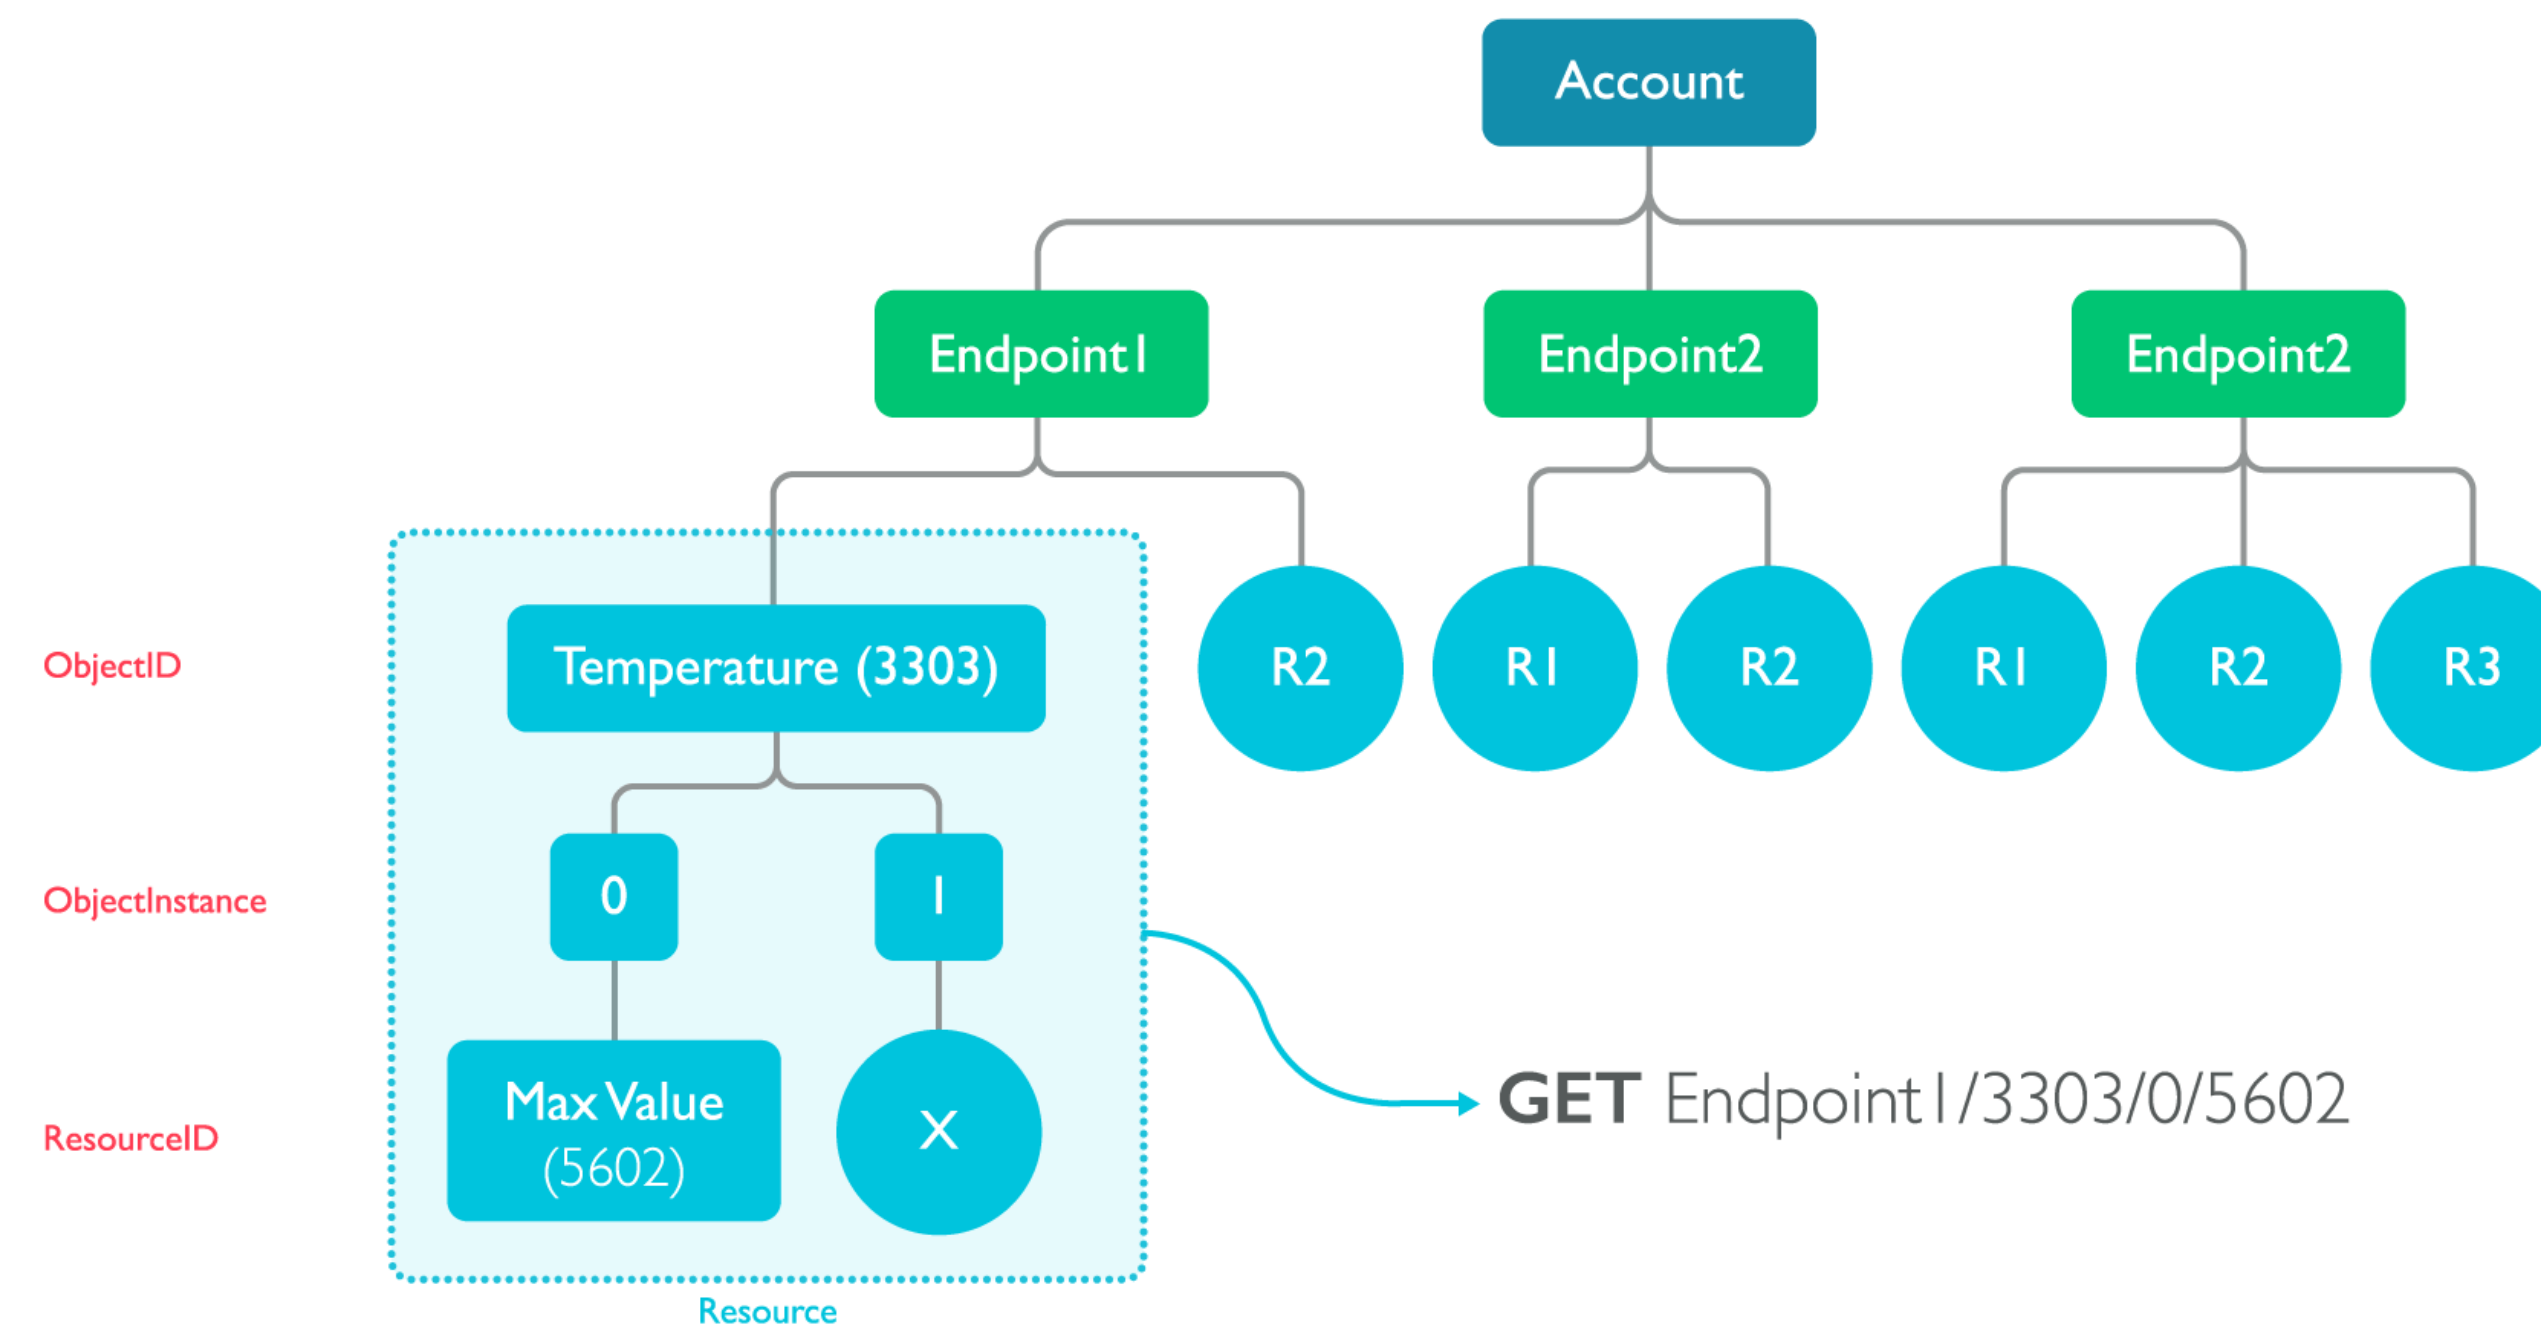 Account
Endpoint1
Endpoint2
Endpoint2
ObjectID
Temperature (3303)
R2
R1
R2
R1
R2
R3
ObjectInstance
0
1
ResourceID
Max Value
(5602)
X
GET Endpoint1/3303/0/5602
Resource